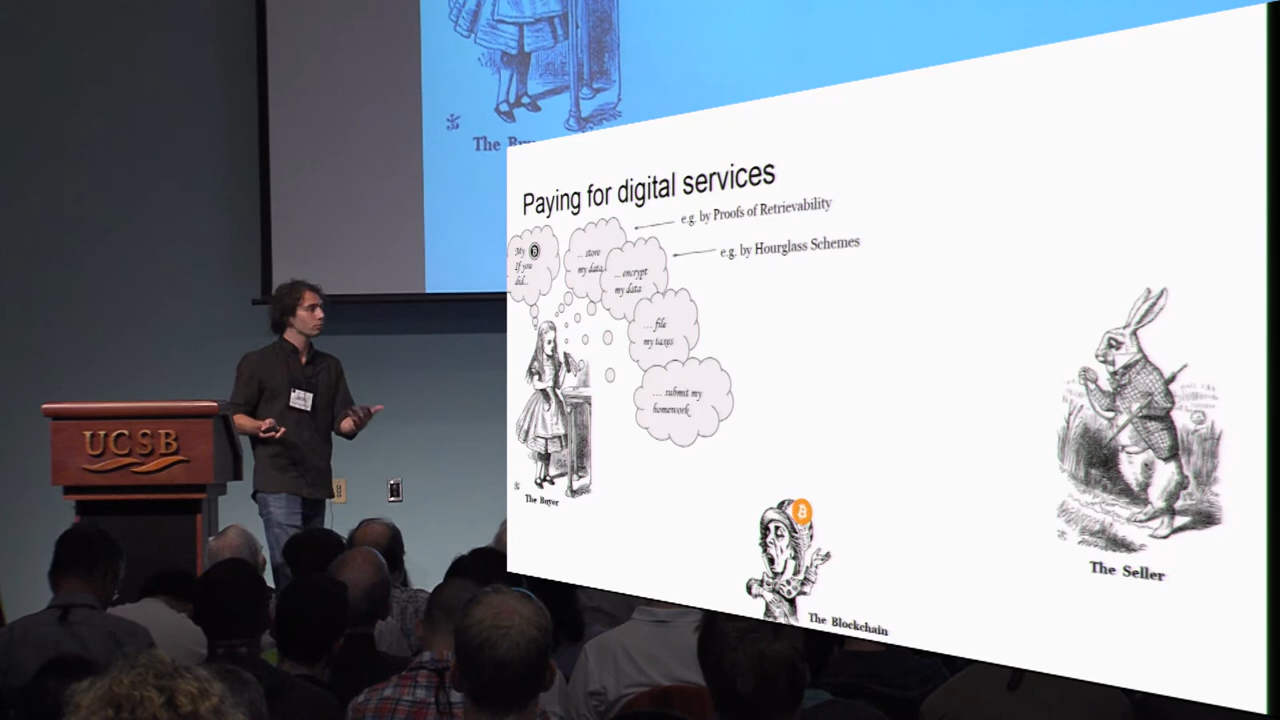 The
UCSB
Paying for digital services
e.g. by Proofs of Retrievability
e.g. by Hourglass Schemes
My
If you
did...
... store
my data
... encrypt
my data
... file
my taxes
... submit my
homework
The Buyer
The Blockchain
The Seller